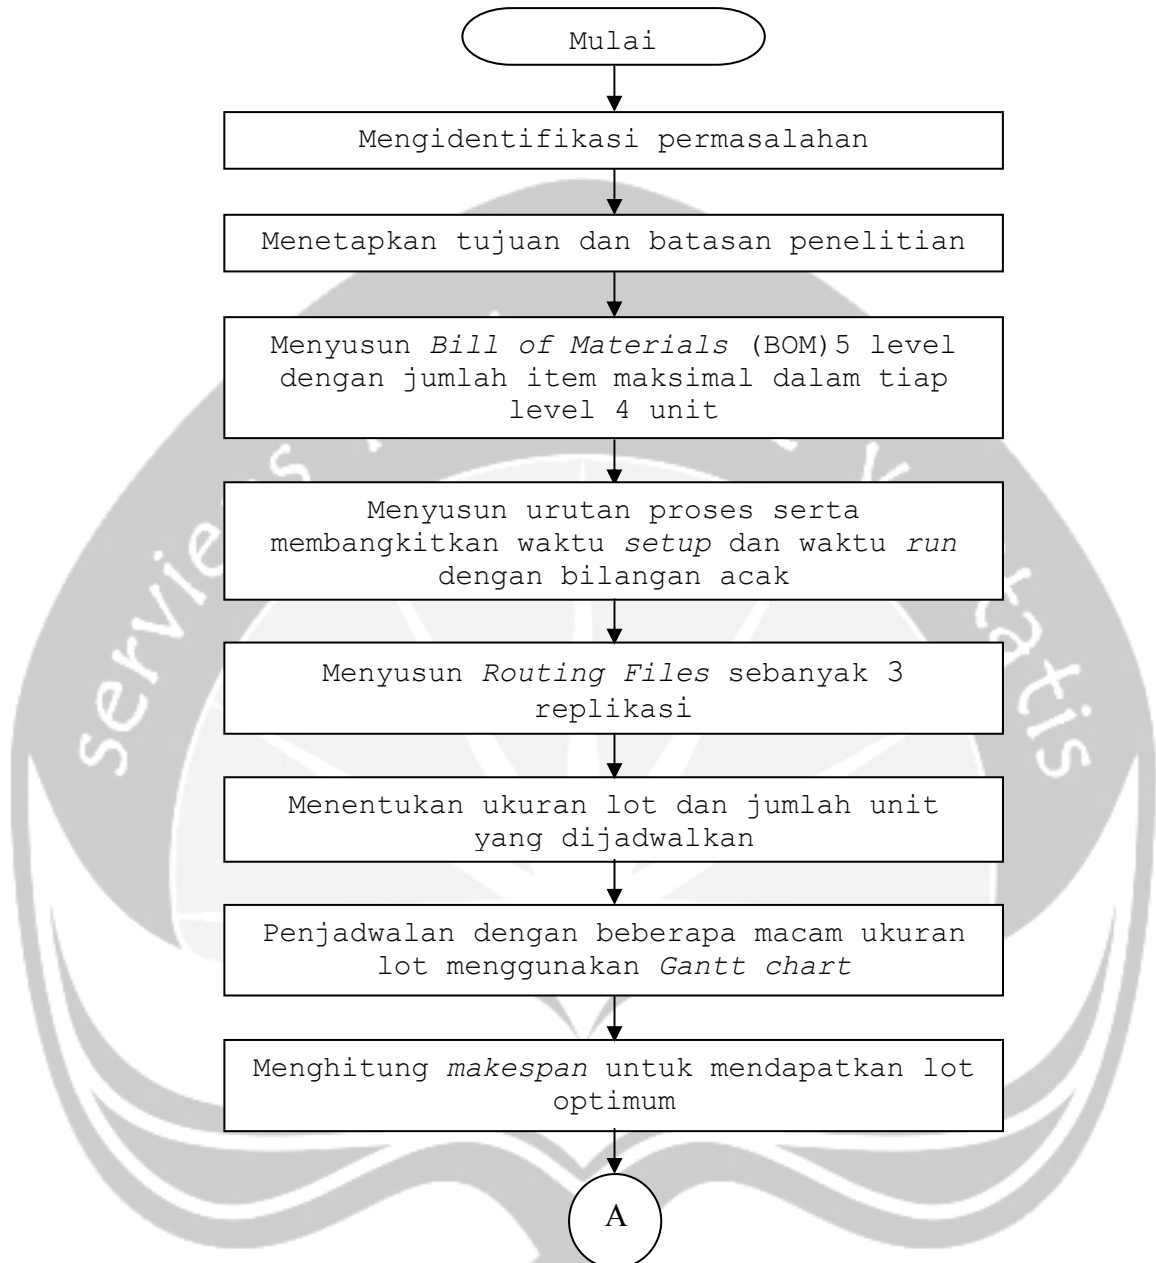 Mulai
Mengidentifikasi permasalahan
Menetapkan tujuan dan batasan penelitian
Menyusun Bill of Materials (BOM)5 level
dengan jumlah item maksimal dalam tiap
level 4 unit
Menyusun urutan proses serta
membangkitkan waktu setup dan waktu run
dengan bilangan acak
Menyusun Routing Files sebanyak 3
replikasi
Menentukan ukuran lot dan jumlah unit
yang dijadwalkan
Penjadwalan dengan beberapa macam ukuran
lot menggunakan Gantt chart
Menghitung makespan untuk mendapatkan lot
optimum
A